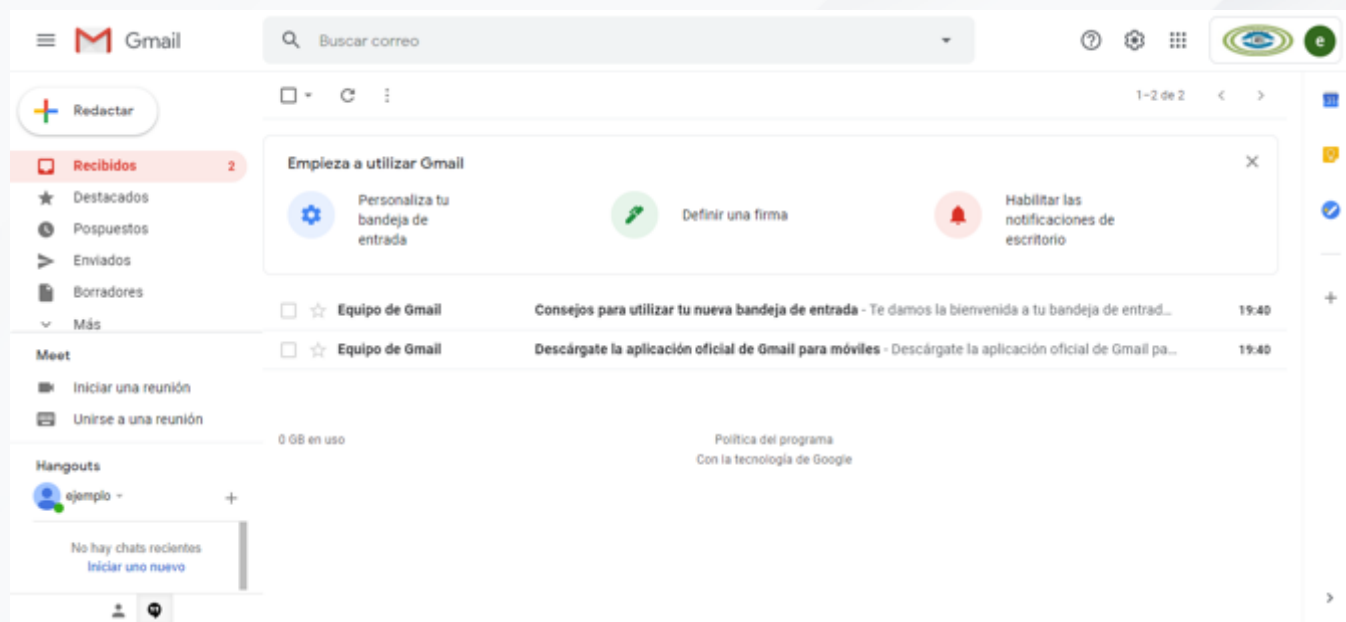 Gmail
Buscar correo
e
Redactar
1–2 de 2
Recibidos 2
Destacados
Pospuestos
Enviados
Borradores
Más
Meet
Iniciar una reunión
Unirse a una reunión
Hangouts
ejemplo
No hay chats recientes
Iniciar uno nuevo
Empieza a utilizar Gmail
Personaliza tu
bandeja de
entrada
Definir una firma
Habilitar las
notificaciones de
escritorio
Equipo de Gmail Consejos para utilizar tu nueva bandeja de entrada - Te damos la bienvenida a tu bandeja de entrad... 19:40
Equipo de Gmail Descárgate la aplicación oficial de Gmail para móviles - Descárgate la aplicación oficial de Gmail pa... 19:40
0 GB en uso
Política del programa
Con la tecnología de Google
31